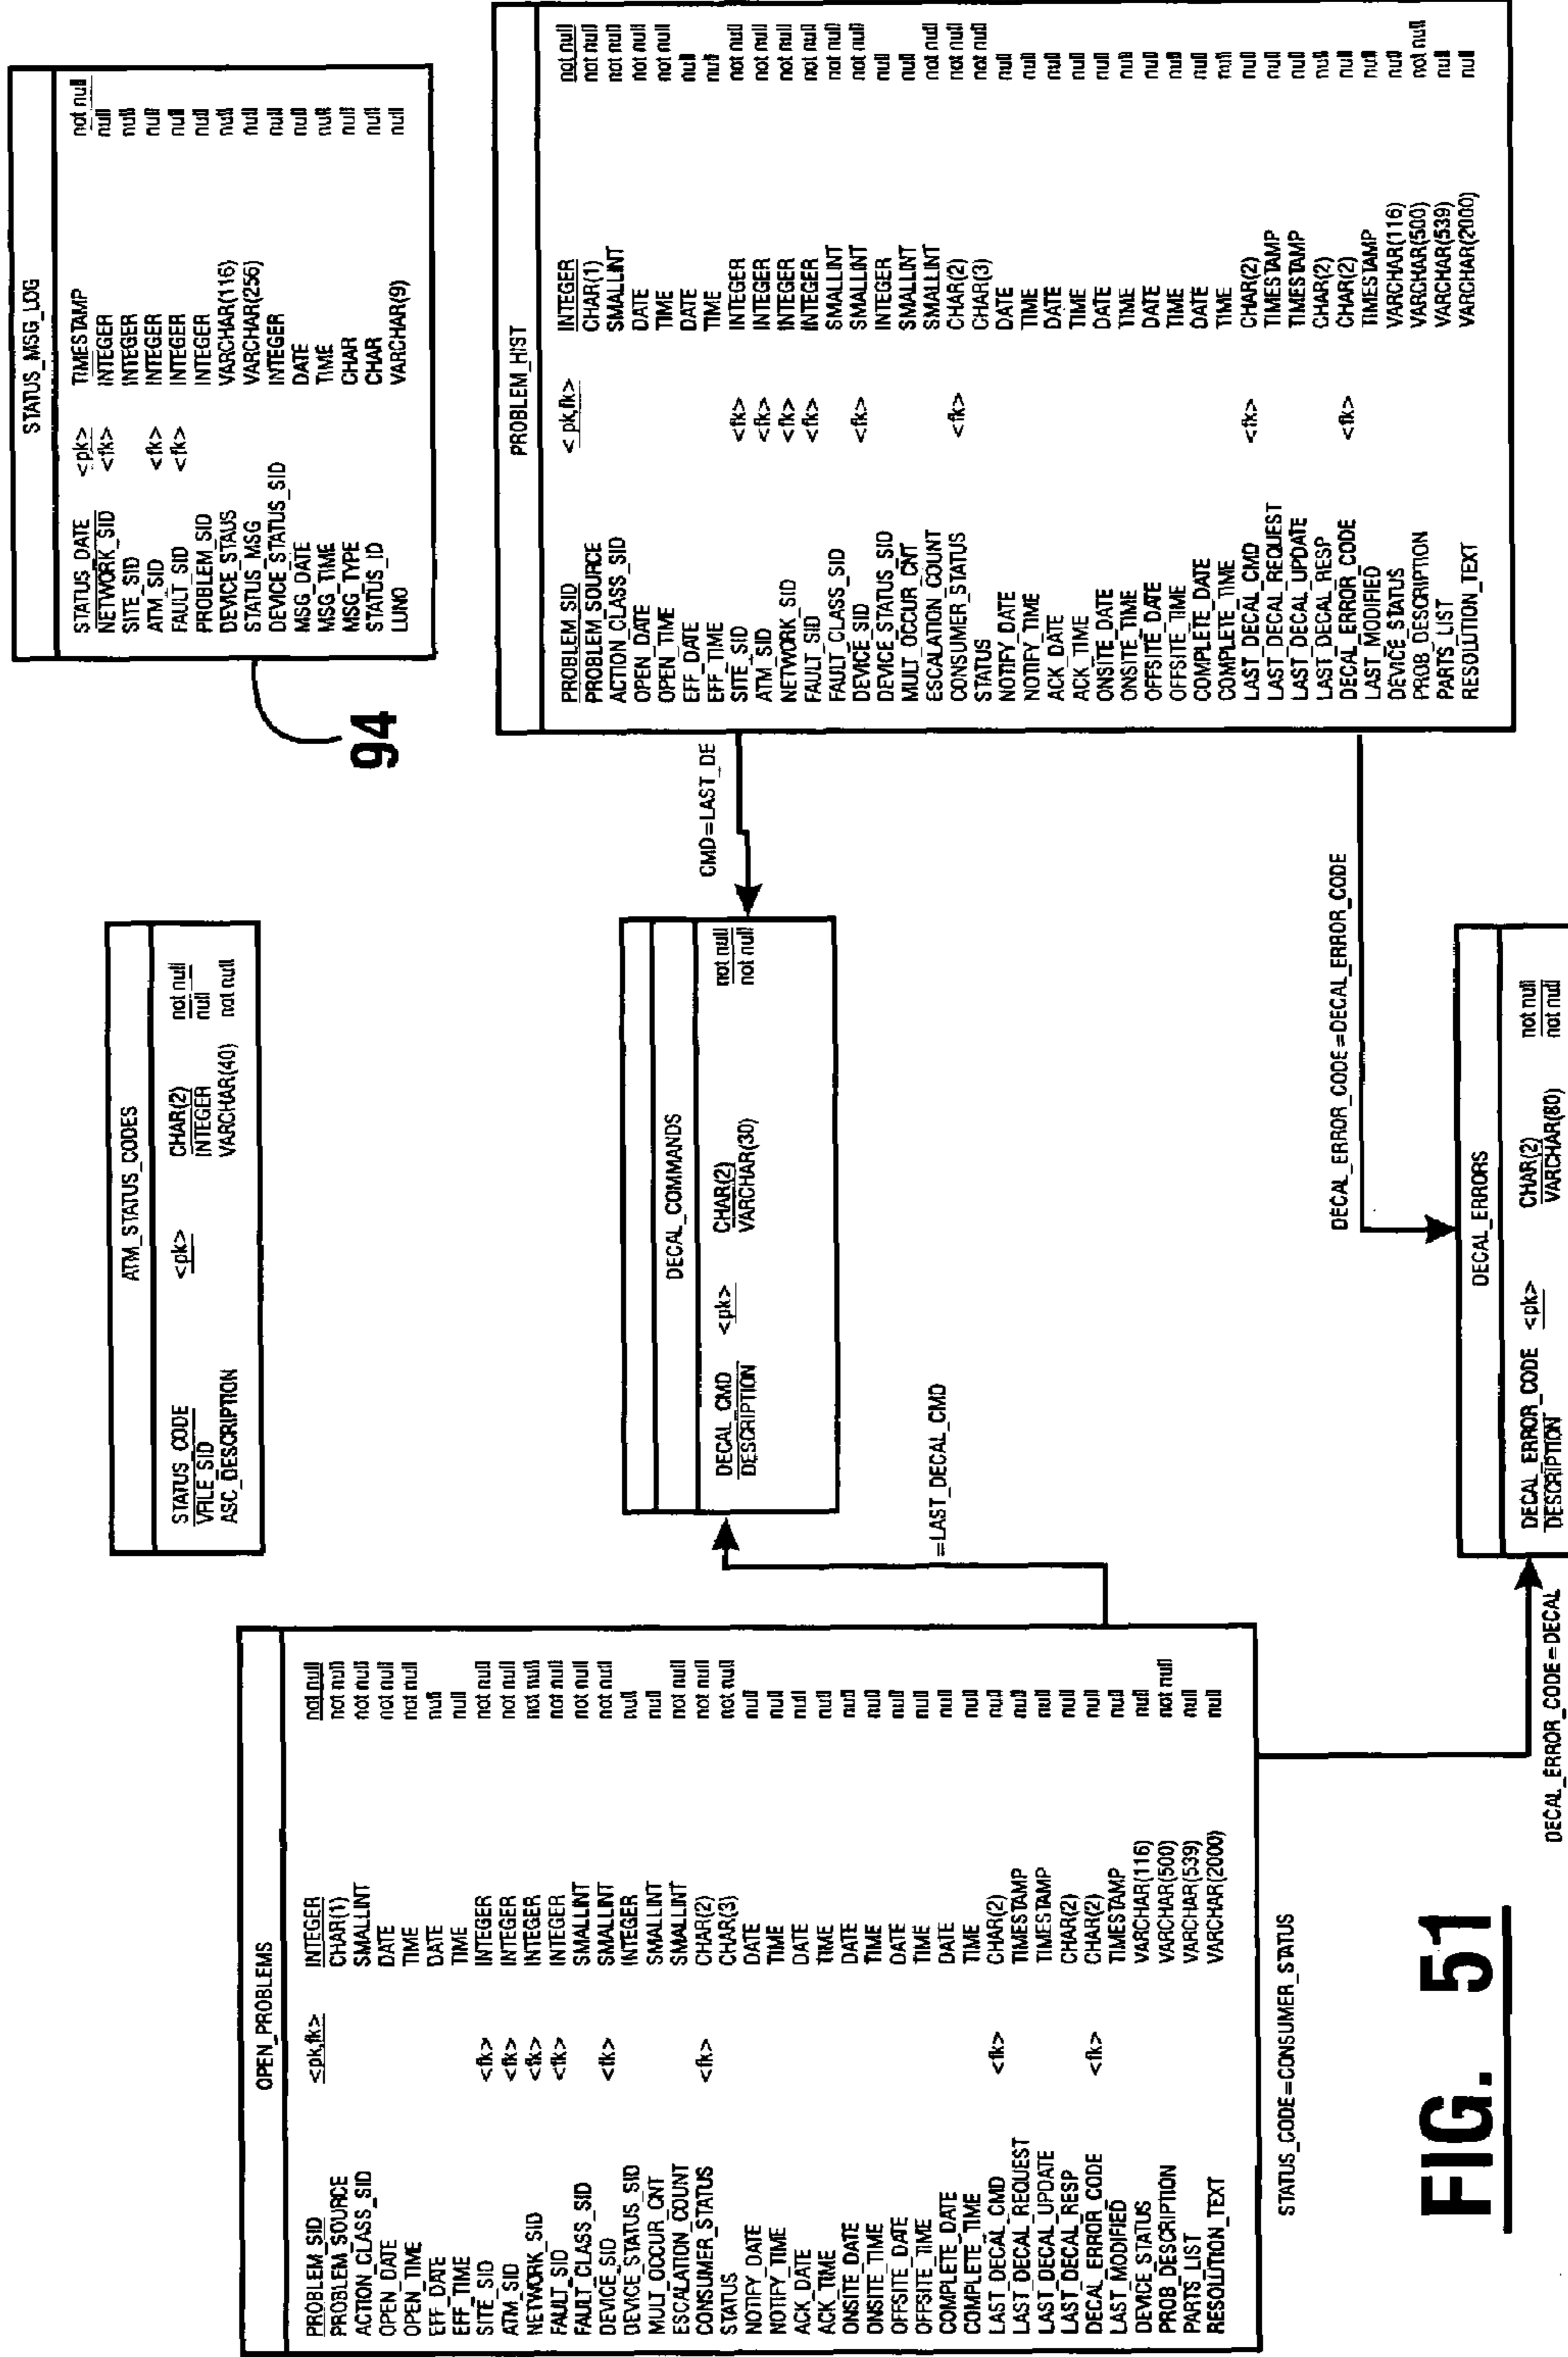 OPEN_PROBLEMS
PROBLEM_SID <pk,fk> INTEGER not null
PROBLEM_SOURCE CHAR(1) not null
ACTION_CLASS_SID SMALLINT not null
OPEN_DATE DATE not null
OPEN_TIME TIME not null
EFF_DATE DATE null
EFF_TIME TIME null
SITE_SID <fk> INTEGER not null
ATM_SID <fk> INTEGER not null
NETWORK_SID <fk> INTEGER not null
FAULT_SID <fk> INTEGER not null
FAULT_CLASS_SID SMALLINT not null
DEVICE_SID <fk> SMALLINT not null
DEVICE_STATUS_SID INTEGER null
MULT_OCCUR_CNT SMALLINT null
ESCALATION_COUNT SMALLINT not null
CONSUMER_STATUS <fk> CHAR(2) not null
STATUS CHAR(3) not null
NOTIFY_DATE DATE null
NOTIFY_TIME TIME null
ACK_DATE DATE null
ACK_TIME TIME null
ONSITE_DATE DATE null
ONSITE_TIME TIME null
OFFSITE_DATE DATE null
OFFSITE_TIME TIME null
COMPLETE_DATE DATE null
COMPLETE_TIME TIME null
LAST_DECAL_CMD <fk> CHAR(2) null
LAST_DECAL_REQUEST TIMESTAMP null
LAST_DECAL_UPDATE TIMESTAMP null
LAST_DECAL_RESP CHAR(2) null
DECAL_ERROR_CODE <fk> CHAR(2) null
LAST_MODIFIED TIMESTAMP null
DEVICE_STATUS VARCHAR(116) null
PROB_DESCRIPTION VARCHAR(500) not null
PARTS_LIST VARCHAR(539) null
RESOLUTION_TEXT VARCHAR(2000) null
STATUS_CODE=CONSUMER_STATUS
ATM_STATUS_CODES
STATUS_CODE <pk> CHAR(2) not null
VFILE_SID INTEGER null
ASC_DESCRIPTION VARCHAR(40) not null
DECAL_COMMANDS
DECAL_CMD <pk> CHAR(2) not null
DESCRIPTION VARCHAR(30) not null
=LAST_DECAL_CMD
CMD=LAST_DE
DECAL_ERROR_CODE=DECAL_ERROR_CODE
DECAL_ERRORS
DECAL_ERROR_CODE <pk> CHAR(2) not null
DESCRIPTION VARCHAR(80) not null
DECAL_ERROR_CODE=DECAL
STATUS_MSG_LOG
STATUS_DATE <pk> TIMESTAMP not null
NETWORK_SID <fk> INTEGER null
SITE_SID INTEGER null
ATM_SID <fk> INTEGER null
FAULT_SID <fk> INTEGER null
PROBLEM_SID INTEGER null
DEVICE_STAUS VARCHAR(116) null
STATUS_MSG VARCHAR(256) null
DEVICE_STATUS_SID INTEGER null
MSG_DATE DATE null
MSG_TIME TIME null
MSG_TYPE CHAR null
STATUS_ID CHAR null
LUNO VARCHAR(9) null
94
PROBLEM_HIST
PROBLEM_SID < pk,fk> INTEGER not null
PROBLEM_SOURCE CHAR(1) not null
ACTION_CLASS_SID SMALLINT not null
OPEN_DATE DATE not null
OPEN_TIME TIME not null
EFF_DATE DATE null
EFF_TIME TIME null
SITE_SID <fk> INTEGER not null
ATM_SID <fk> INTEGER not null
NETWORK_SID <fk> INTEGER not null
FAULT_SID <fk> INTEGER not null
FAULT_CLASS_SID SMALLINT not null
DEVICE_SID <fk> SMALLINT not null
DEVICE_STATUS_SID INTEGER null
MULT_OCCUR_CNT SMALLINT null
ESCALATION_COUNT SMALLINT not null
CONSUMER_STATUS <fk> CHAR(2) not null
STATUS CHAR(3) not null
NOTIFY_DATE DATE null
NOTIFY_TIME TIME null
ACK_DATE DATE null
ACK_TIME TIME null
ONSITE_DATE DATE null
ONSITE_TIME TIME null
OFFSITE_DATE DATE null
OFFSITE_TIME TIME null
COMPLETE_DATE DATE null
COMPLETE_TIME TIME null
LAST_DECAL_CMD <fk> CHAR(2) null
LAST_DECAL_REQUEST TIMESTAMP null
LAST_DECAL_UPDATE TIMESTAMP null
LAST_DECAL_RESP CHAR(2) null
DECAL_ERROR_CODE <fk> CHAR(2) null
LAST_MODIFIED TIMESTAMP null
DEVICE STATUS VARCHAR(116) null
PROB_DESCRIPTION VARCHAR(500) not null
PARTS_LIST VARCHAR(539) null
RESOLUTION_TEXT VARCHAR(2000) null
FIG. 51